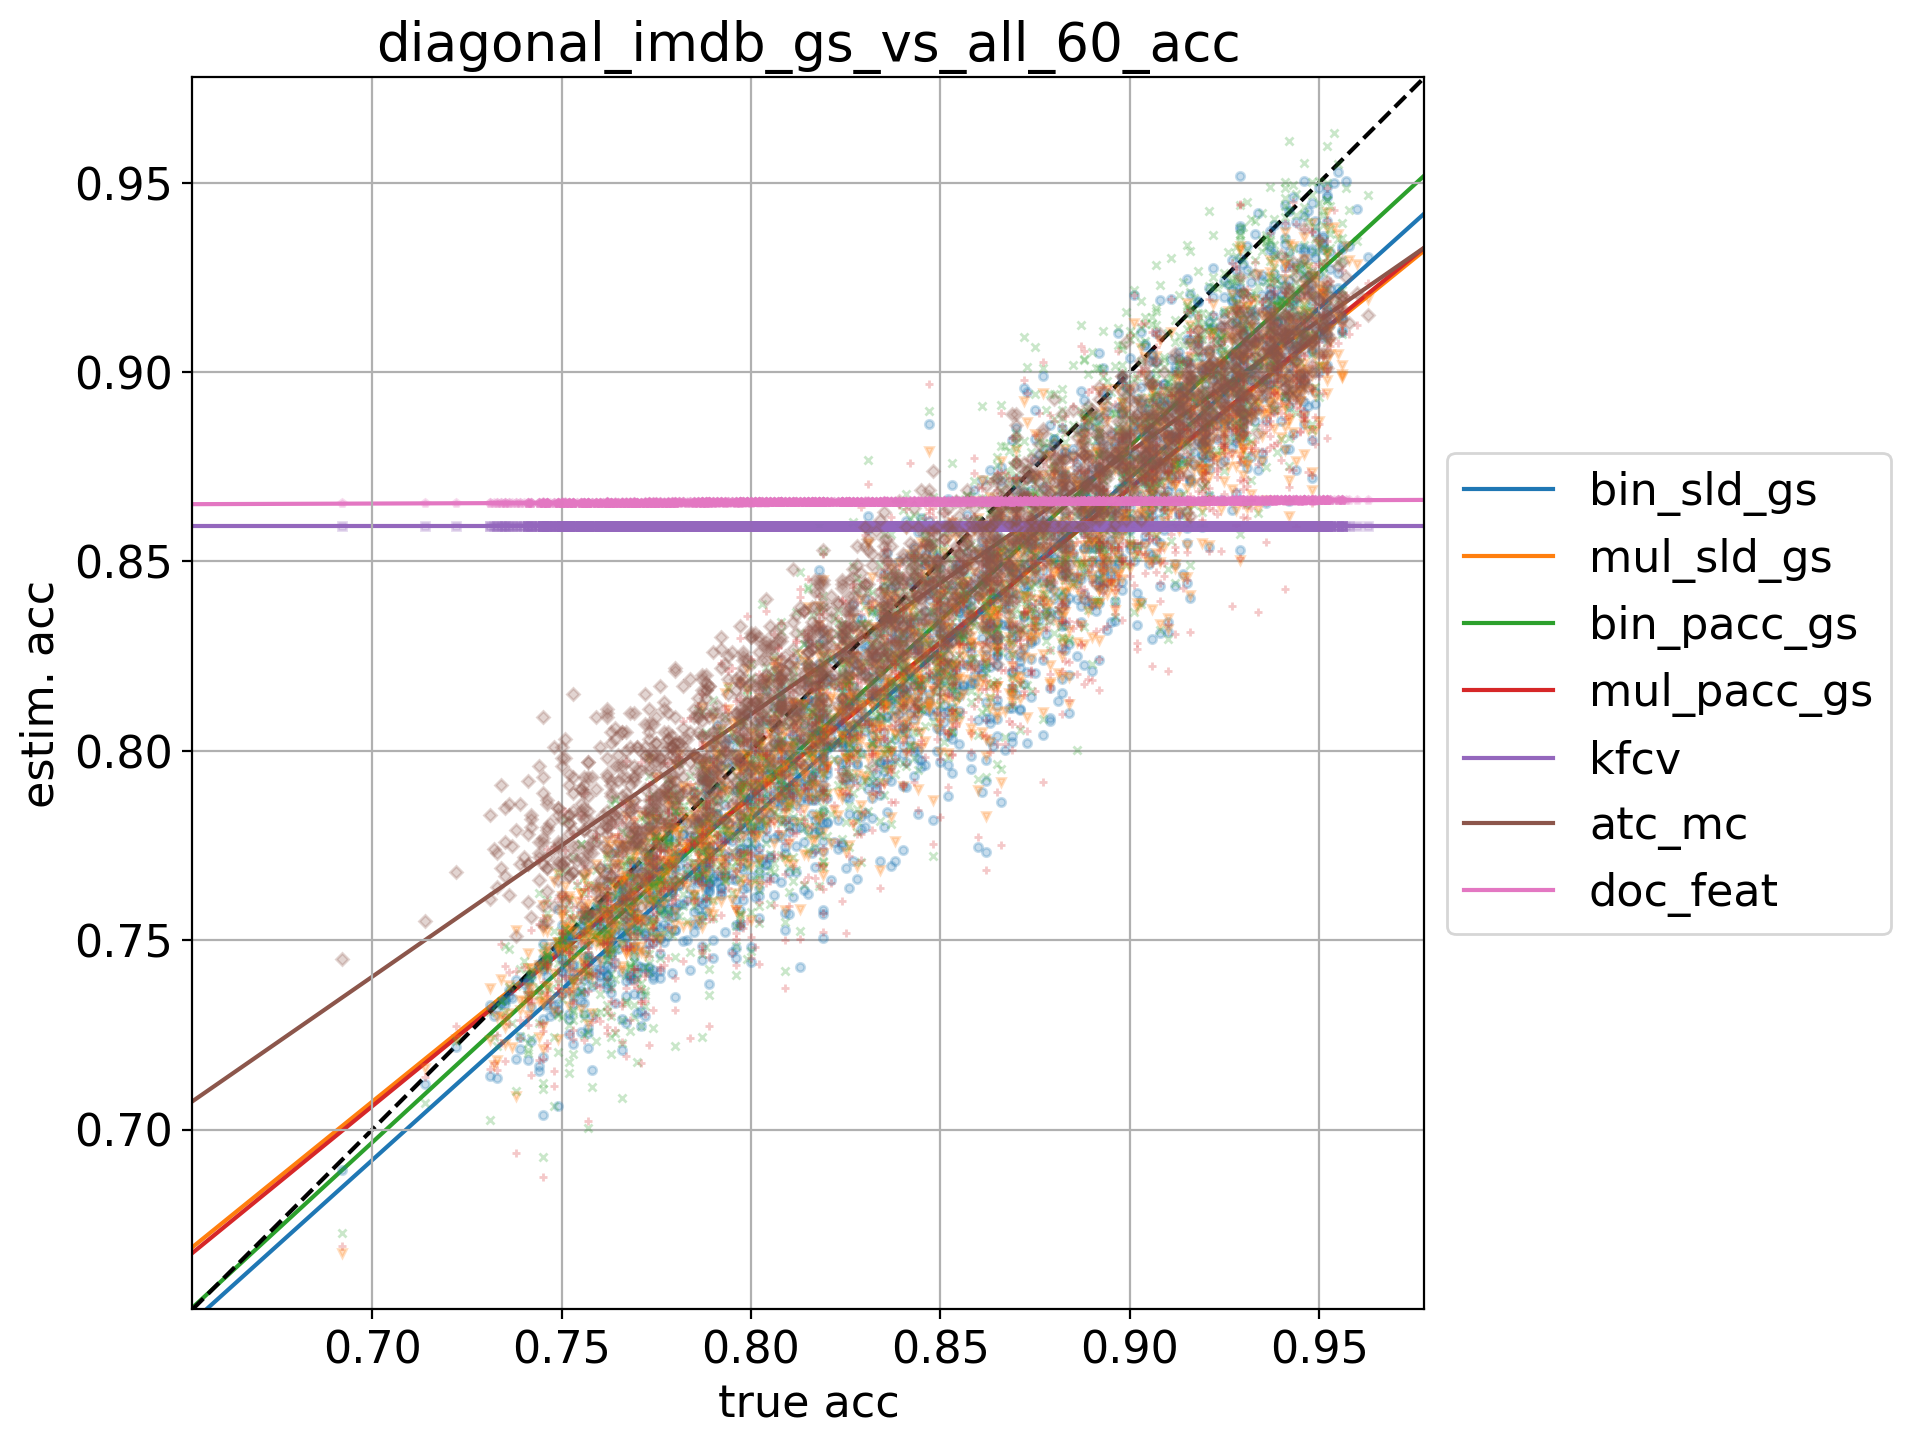 diagonal_imdb_gs_vs_all_60_acc
estim. acc
0.95
0.90
0.85
0.80
0.75
0.70
0.70 0.75 0.80 0.85 0.90 0.95
true acc
bin_sld_gs
mul_sld_gs
bin_pacc_gs
mul_pacc_gs
kfcv
atc_mc
doc_feat